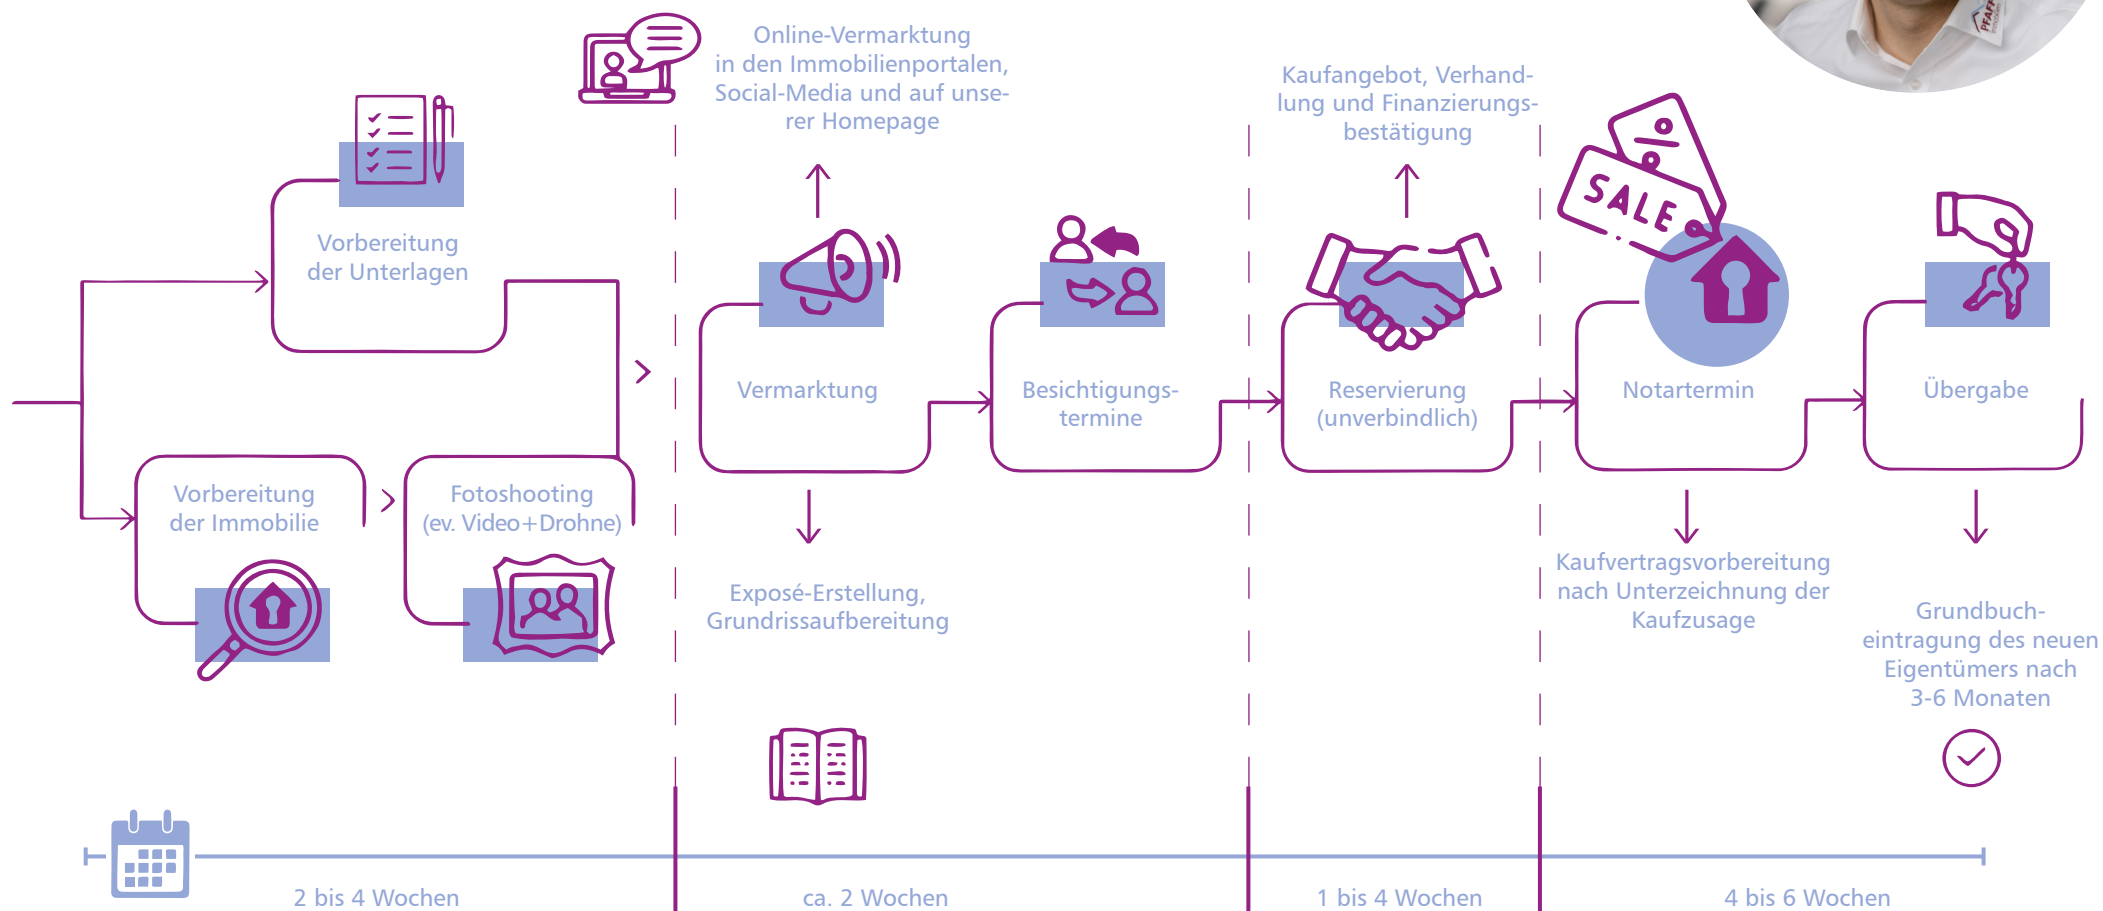 PFAFF
Online-Vermarktung
in den Immobilienportalen,
Social-Media und auf unse-
rer Homepage
Kaufangebot, Verhand-
lung und Finanzierungs-
bestätigung
SALE
Vorbereitung
der Unterlagen
Vermarktung
Besichtigungs-
termine
Reservierung
(unverbindlich)
Notartermin
Übergabe
Vorbereitung
der Immobilie
Fotoshooting
(ev. Video+Drohne)
Exposé-Erstellung,
Grundrissaufbereitung
Kaufvertragsvorbereitung
nach Unterzeichnung der
Kaufzusage
Grundbuch-
eintragung des neuen
Eigentümers nach
3-6 Monaten
2 bis 4 Wochen
ca. 2 Wochen
1 bis 4 Wochen
4 bis 6 Wochen